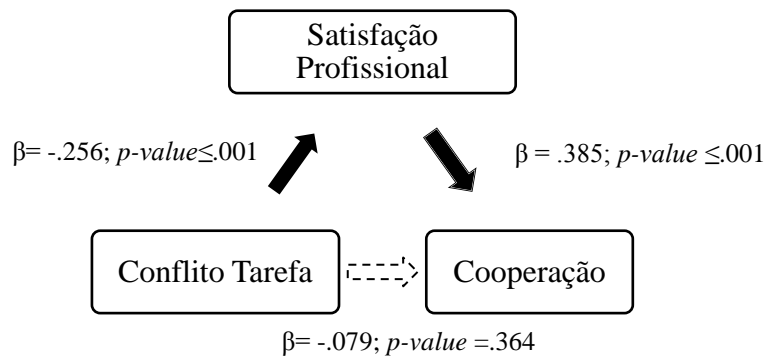 Satisfação
Profissional
β= -.256; p-value≤.001
β = .385; p-value ≤.001
Conflito Tarefa
Cooperação
β= -.079; p-value =.364